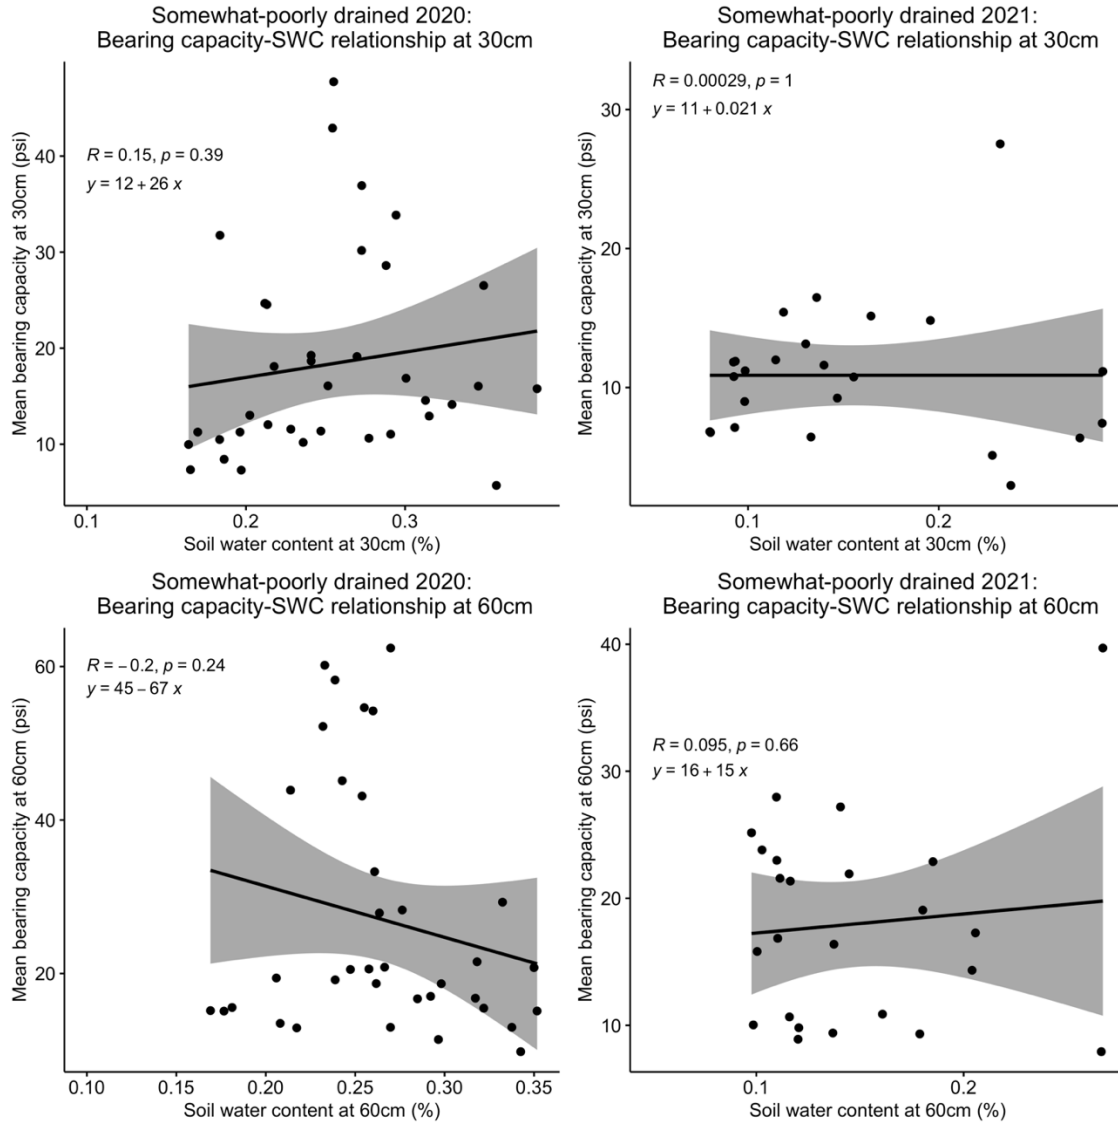 Somewhat-poorly drained 2020:
Bearing capacity-SWC relationship at 30cm
R = 0.15, p = 0.39
y = 12 + 26 x
Mean bearing capacity at 30cm (psi)
40
30
20
10
0.1 0.2 0.3
Soil water content at 30cm (%)
Somewhat-poorly drained 2021:
Bearing capacity-SWC relationship at 30cm
R = 0.00029, p = 1
y = 11 + 0.021 x
Mean bearing capacity at 30cm (psi)
30
20
10
0.1 0.2
Soil water content at 30cm (%)
Somewhat-poorly drained 2020:
Bearing capacity-SWC relationship at 60cm
R = −0.2, p = 0.24
y = 45 − 67 x
Mean bearing capacity at 60cm (psi)
60
40
20
0.10 0.15 0.20 0.25 0.30 0.35
Soil water content at 60cm (%)
Somewhat-poorly drained 2021:
Bearing capacity-SWC relationship at 60cm
R = 0.095, p = 0.66
y = 16 + 15 x
Mean bearing capacity at 60cm (psi)
40
30
20
10
0.1 0.2
Soil water content at 60cm (%)